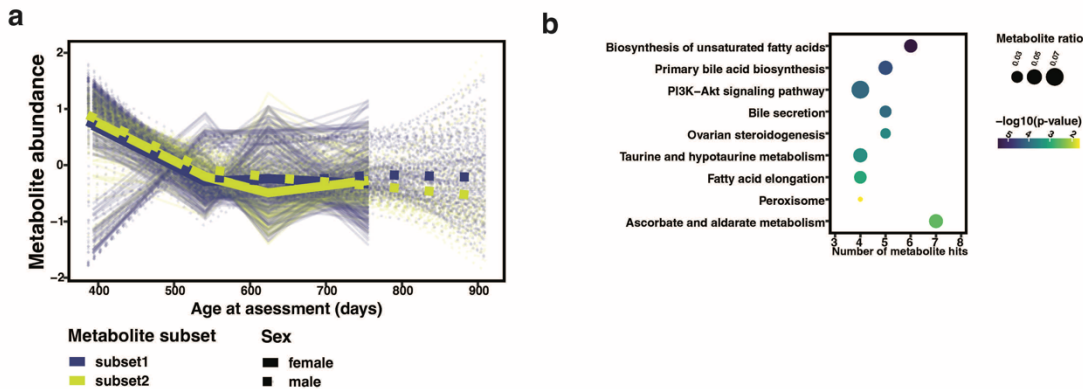 a
Metabolite abundance
2
1
0
−1
−2
400 500 600 700 800 900
Age at asessment (days)
Metabolite subset
subset1
subset2
Sex
female
male
b
Biosynthesis of unsaturated fatty acids
Primary bile acid biosynthesis
PI3K−Akt signaling pathway
Bile secretion
Ovarian steroidogenesis
Taurine and hypotaurine metabolism
Fatty acid elongation
Peroxisome
Ascorbate and aldarate metabolism
3 4 5 6 7 8
Number of metabolite hits
Metabolite ratio
0.03 0.05 0.07
−log10(p-value)
5 4 3 2